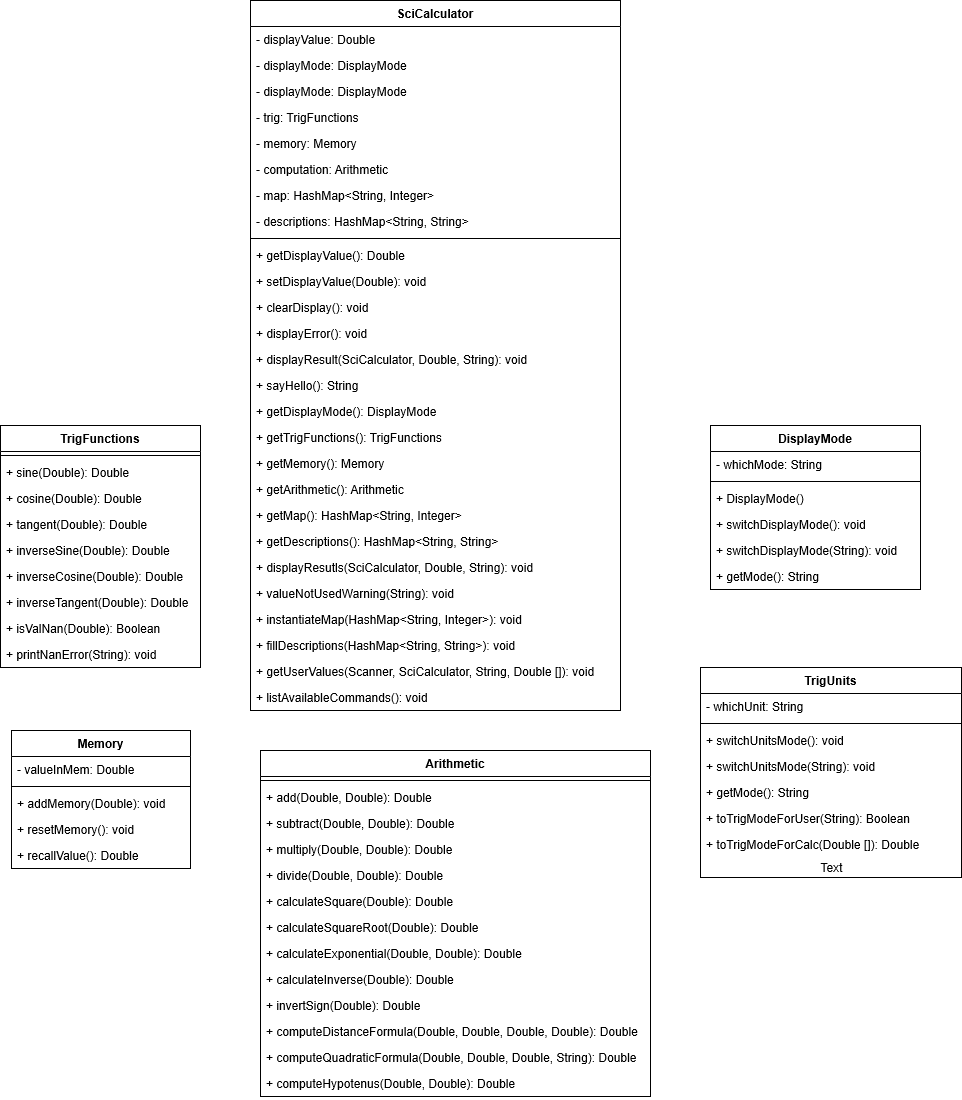 SciCalculator
- displayValue: Double
- displayMode: DisplayMode
- displayMode: DisplayMode
- trig: TrigFunctions
- memory: Memory
- computation: Arithmetic
- map: HashMap<String, Integer>
- descriptions: HashMap<String, String>
+ getDisplayValue(): Double
+ setDisplayValue(Double): void
+ clearDisplay(): void
+ displayError(): void
+ displayResult(SciCalculator, Double, String): void
+ sayHello(): String
+ getDisplayMode(): DisplayMode
+ getTrigFunctions(): TrigFunctions
+ getMemory(): Memory
+ getArithmetic(): Arithmetic
+ getMap(): HashMap<String, Integer>
+ getDescriptions(): HashMap<String, String>
+ displayResutls(SciCalculator, Double, String): void
+ valueNotUsedWarning(String): void
+ instantiateMap(HashMap<String, Integer>): void
+ fillDescriptions(HashMap<String, String>): void
+ getUserValues(Scanner, SciCalculator, String, Double []): void
+ listAvailableCommands(): void
TrigFunctions
+ sine(Double): Double
+ cosine(Double): Double
+ tangent(Double): Double
+ inverseSine(Double): Double
+ inverseCosine(Double): Double
+ inverseTangent(Double): Double
+ isValNan(Double): Boolean
+ printNanError(String): void
DisplayMode
- whichMode: String
+ DisplayMode()
+ switchDisplayMode(): void
+ switchDisplayMode(String): void
+ getMode(): String
TrigUnits
- whichUnit: String
+ switchUnitsMode(): void
+ switchUnitsMode(String): void
+ getMode(): String
+ toTrigModeForUser(String): Boolean
+ toTrigModeForCalc(Double []): Double
Text
Memory
- valueInMem: Double
+ addMemory(Double): void
+ resetMemory(): void
+ recallValue(): Double
Arithmetic
+ add(Double, Double): Double
+ subtract(Double, Double): Double
+ multiply(Double, Double): Double
+ divide(Double, Double): Double
+ calculateSquare(Double): Double
+ calculateSquareRoot(Double): Double
+ calculateExponential(Double, Double): Double
+ calculateInverse(Double): Double
+ invertSign(Double): Double
+ computeDistanceFormula(Double, Double, Double, Double): Double
+ computeQuadraticFormula(Double, Double, Double, String): Double
+ computeHypotenus(Double, Double): Double